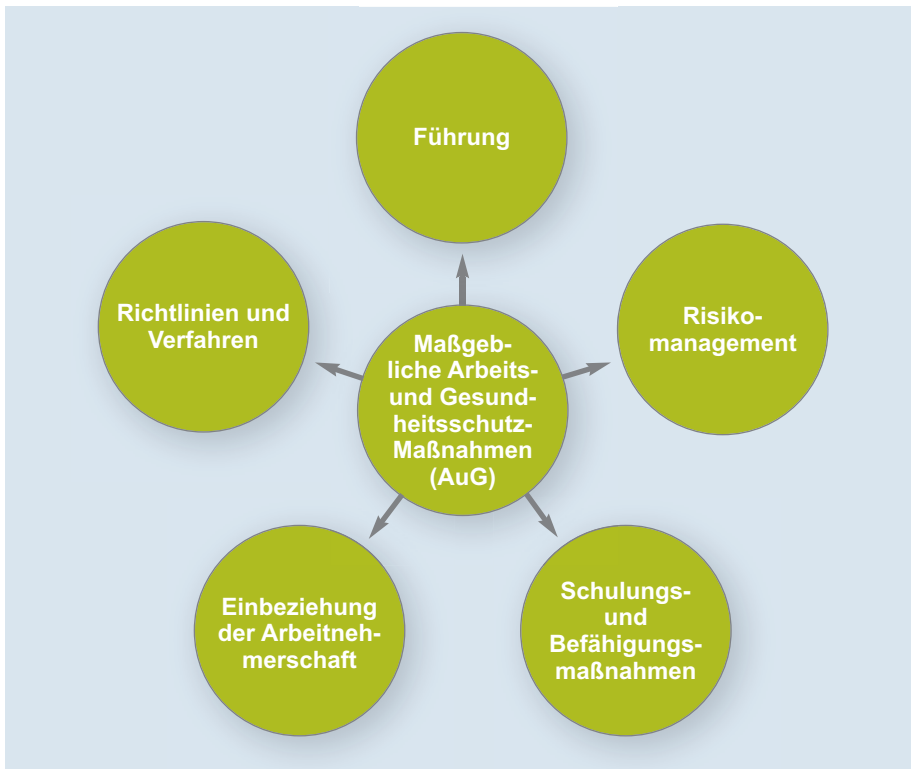 Führung
Richtlinien und
Verfahren
Risiko-
management
Maßgeb-
liche Arbeits-
und Gesund-
heitsschutz-
Maßnahmen
(AuG)
Einbeziehung
der Arbeitneh-
merschaft
Schulungs-
und
Befähigungs-
maßnahmen